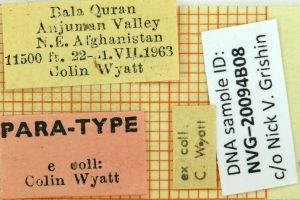 Bala Quran
Anjuman Valley
N.E. Afghanistan
11500 ft. 22- .VII.1963
Colin Wyatt
PARA-TYPE
e coll:
Colin Wyatt
ex coll.
C. Wyatt
DNA sample ID:
NVG-20094B08
c/o Nick V. Grishin